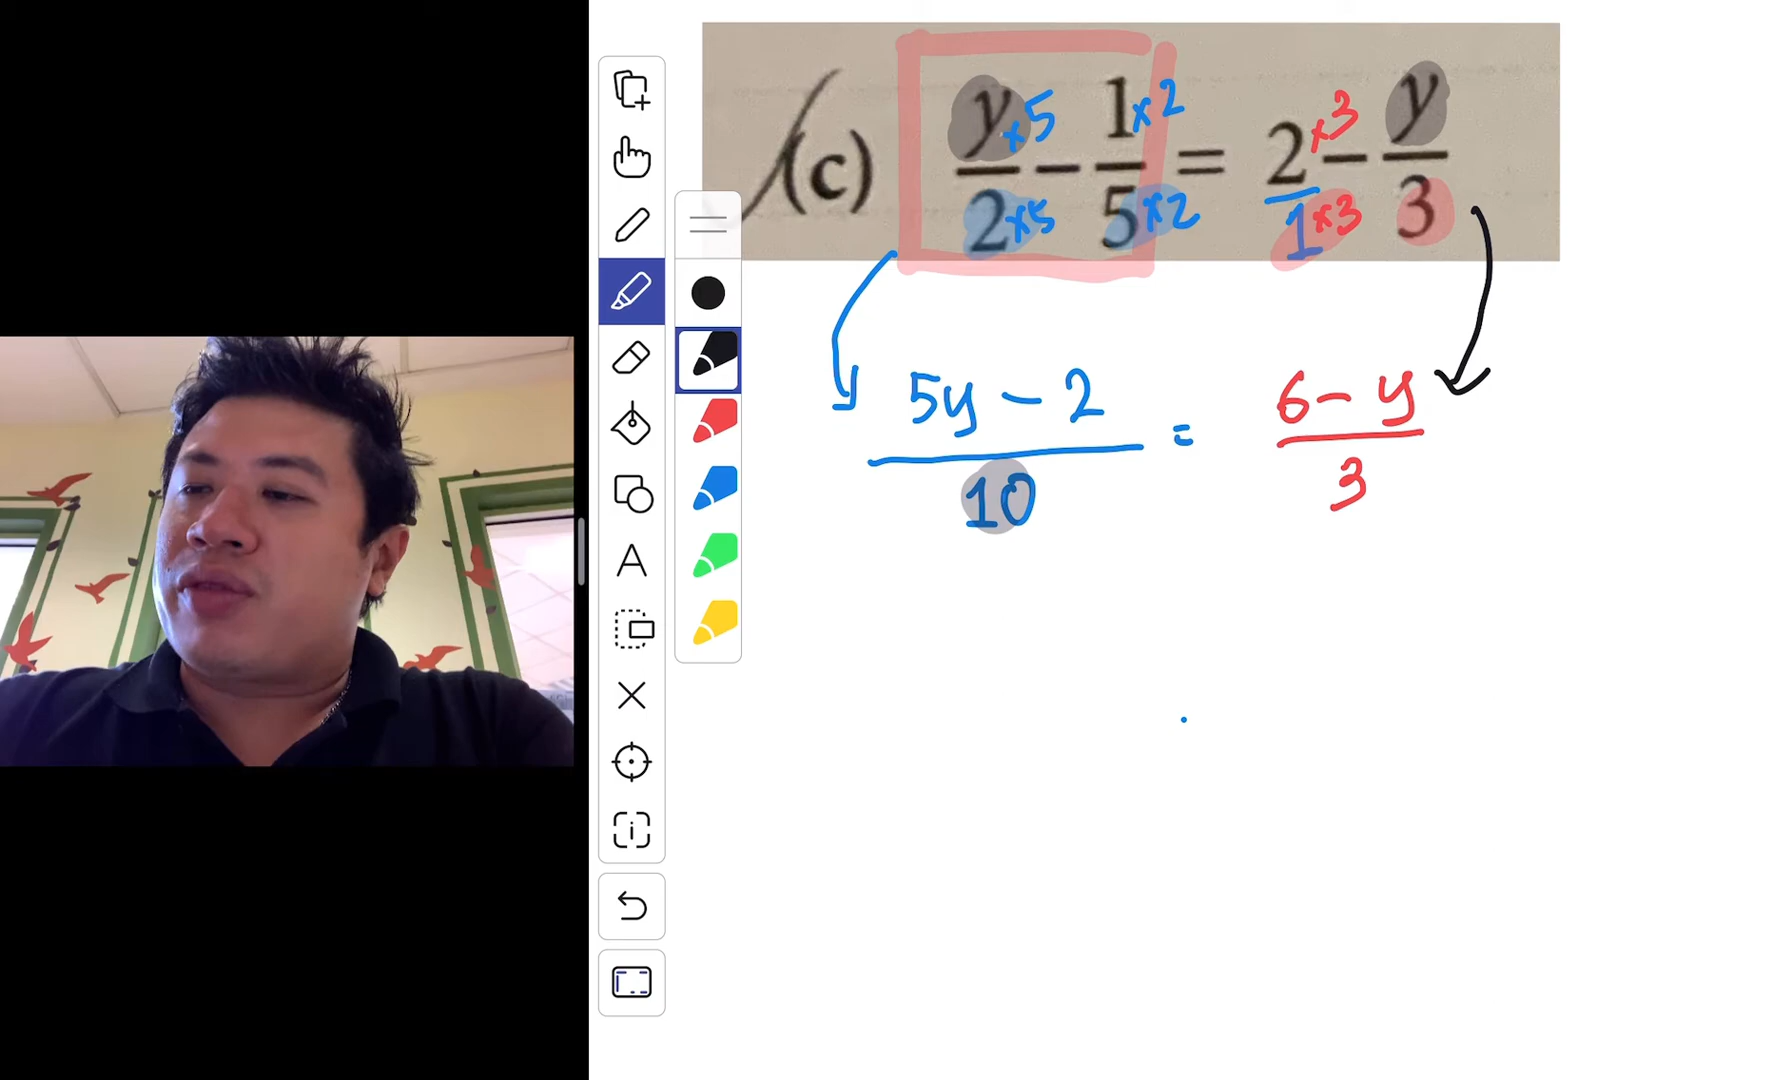 (c) y/2 - 1/5 = 2 - y/3
×5 ×2 ×3
×5 ×2 1 ×3
5y - 2 = 6 - y
10 3
A
i